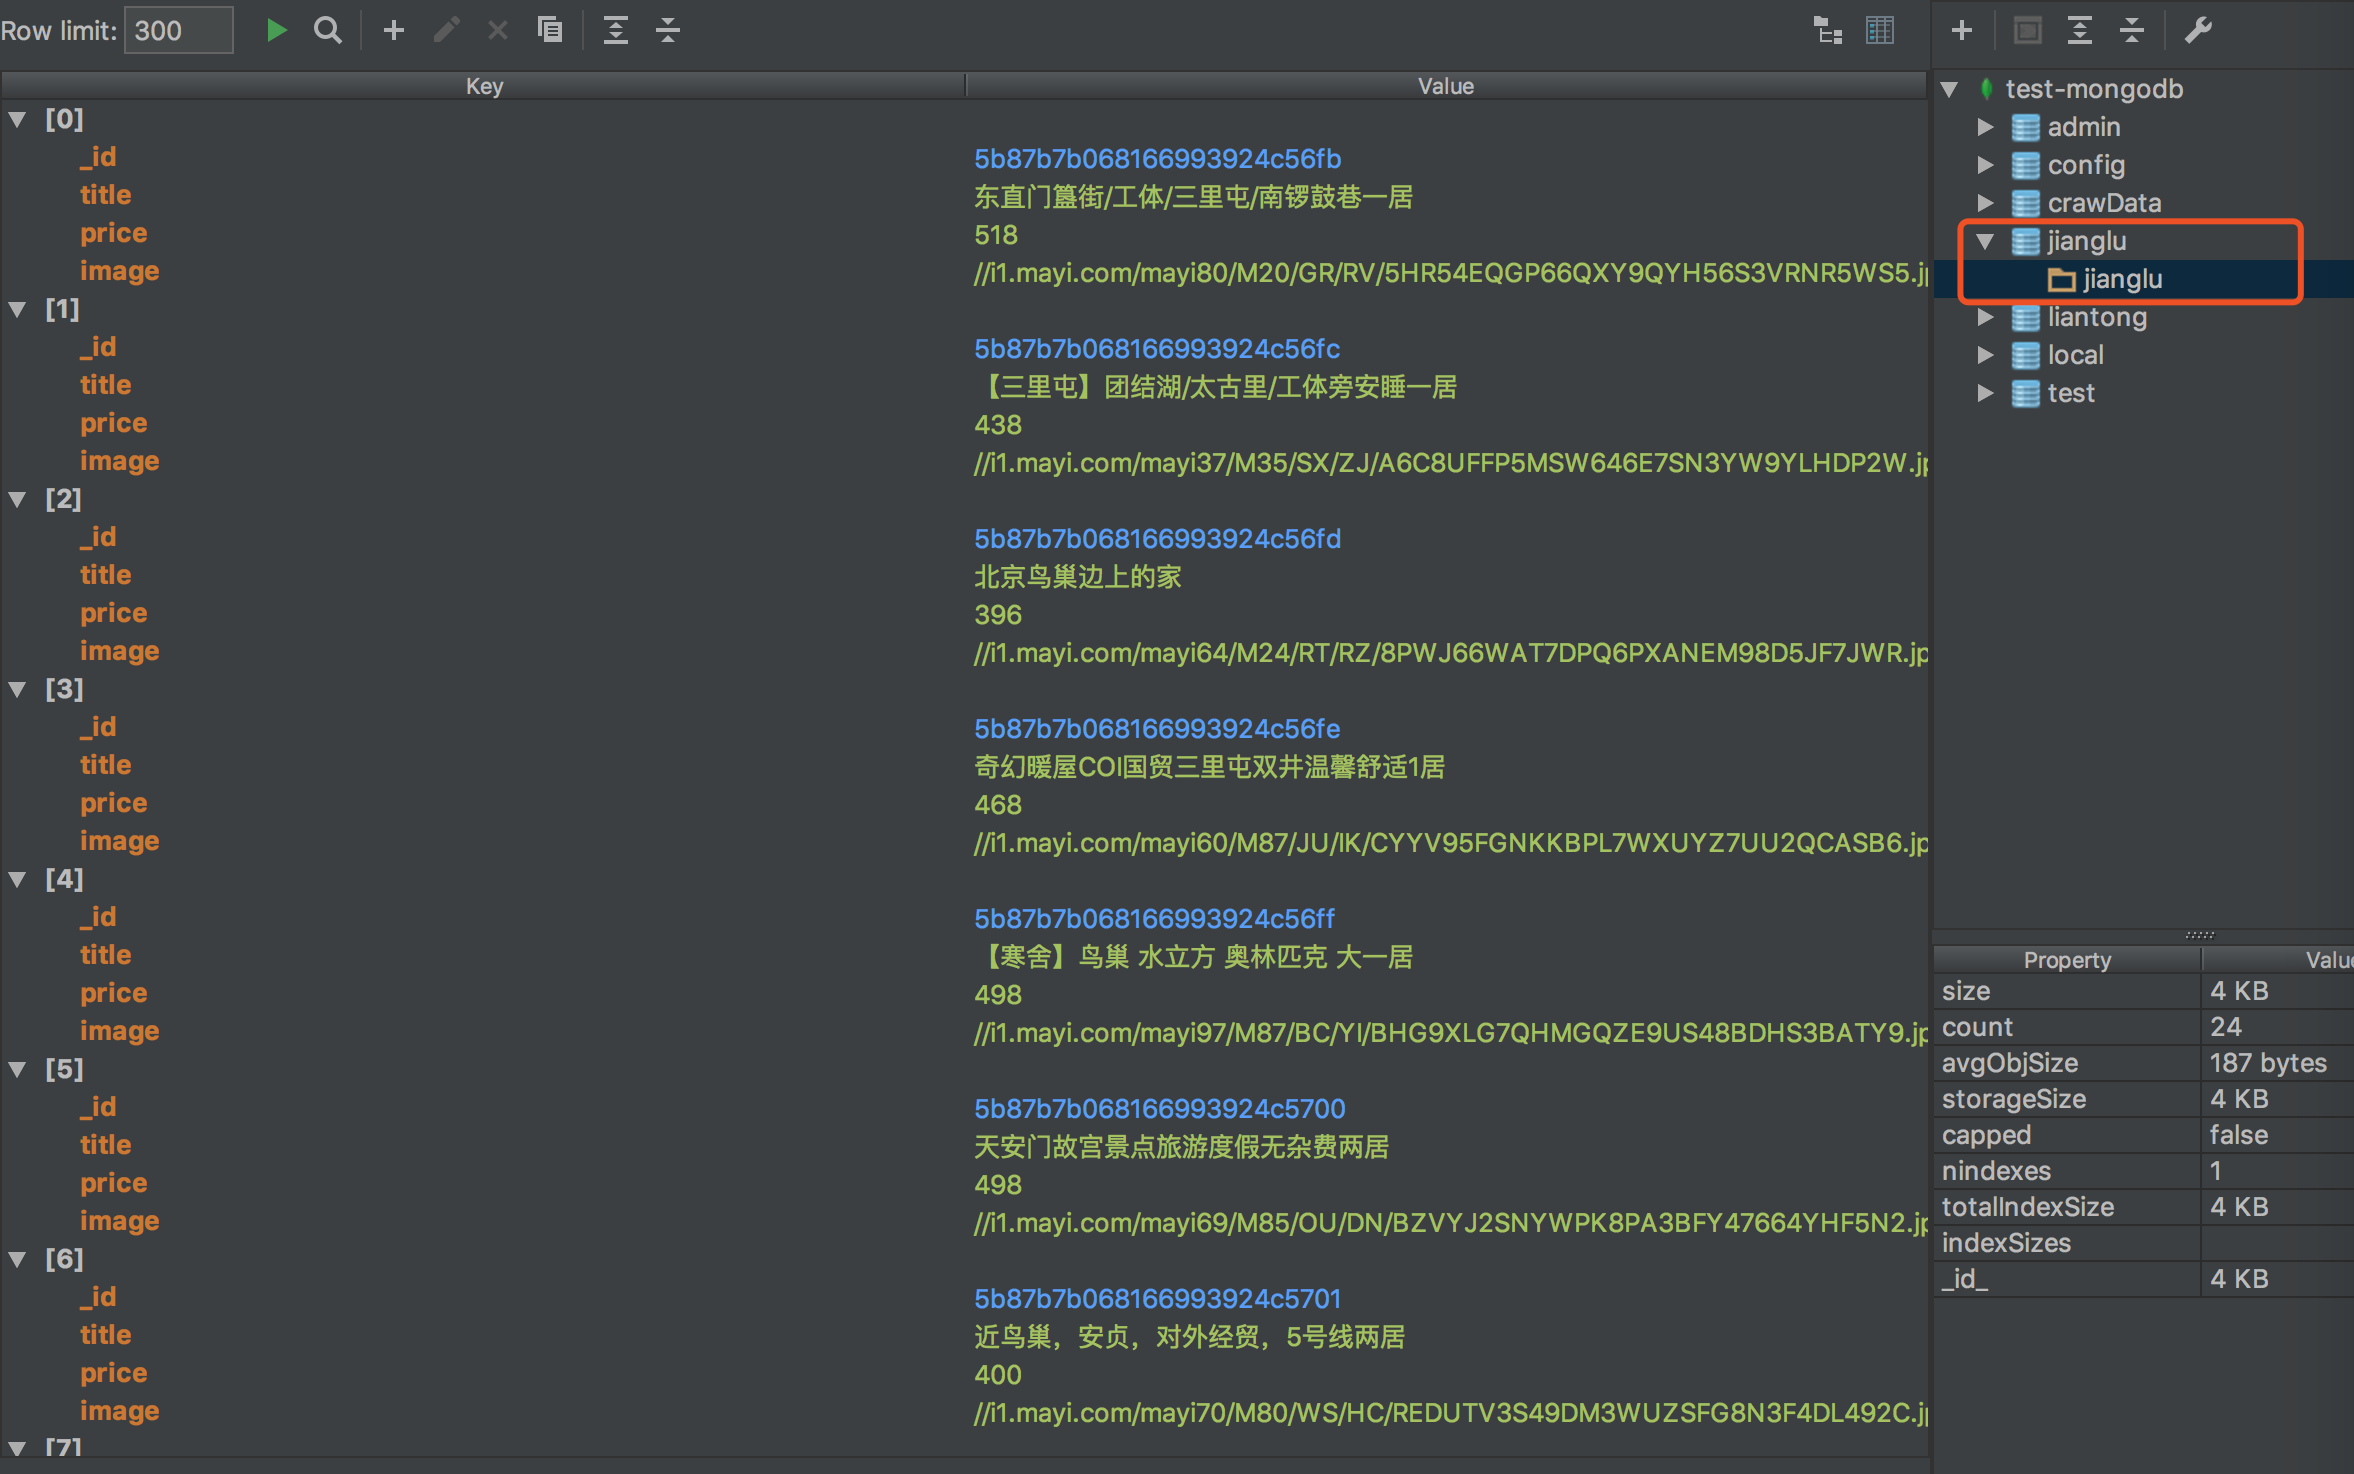 Row limit: 300
Key Value
[0]
_id 5b87b7b068166993924c56fb
title 东直门簋街/工体/三里屯/南锣鼓巷一居
price 518
image //i1.mayi.com/mayi80/M20/GR/RV/5HR54EQGP66QXY9QYH56S3VRNR5WS5.jp
[1]
_id 5b87b7b068166993924c56fc
title 【三里屯】团结湖/太古里/工体旁安睡一居
price 438
image //i1.mayi.com/mayi37/M35/SX/ZJ/A6C8UFFP5MSW646E7SN3YW9YLHDP2W.jp
[2]
_id 5b87b7b068166993924c56fd
title 北京鸟巢边上的家
price 396
image //i1.mayi.com/mayi64/M24/RT/RZ/8PWJ66WAT7DPQ6PXANEM98D5JF7JWR.jp
[3]
_id 5b87b7b068166993924c56fe
title 奇幻暖屋COI国贸三里屯双井温馨舒适1居
price 468
image //i1.mayi.com/mayi60/M87/JU/IK/CYYV95FGNKKBPL7WXUYZ7UU2QCASB6.jp
[4]
_id 5b87b7b068166993924c56ff
title 【寒舍】鸟巢 水立方 奥林匹克 大一居
price 498
image //i1.mayi.com/mayi97/M87/BC/YI/BHG9XLG7QHMGQZE9US48BDHS3BATY9.jp
[5]
_id 5b87b7b068166993924c5700
title 天安门故宫景点旅游度假无杂费两居
price 498
image //i1.mayi.com/mayi69/M85/OU/DN/BZVYJ2SNYWPK8PA3BFY47664YHF5N2.jp
[6]
_id 5b87b7b068166993924c5701
title 近鸟巢，安贞，对外经贸，5号线两居
price 400
image //i1.mayi.com/mayi70/M80/WS/HC/REDUTV3S49DM3WUZSFG8N3F4DL492C.jp
[7]
test-mongodb
admin
config
crawData
jianglu
jianglu
liantong
local
test
Property Value
size 4 KB
count 24
avgObjSize 187 bytes
storageSize 4 KB
capped false
nindexes 1
totalIndexSize 4 KB
indexSizes
_id_ 4 KB